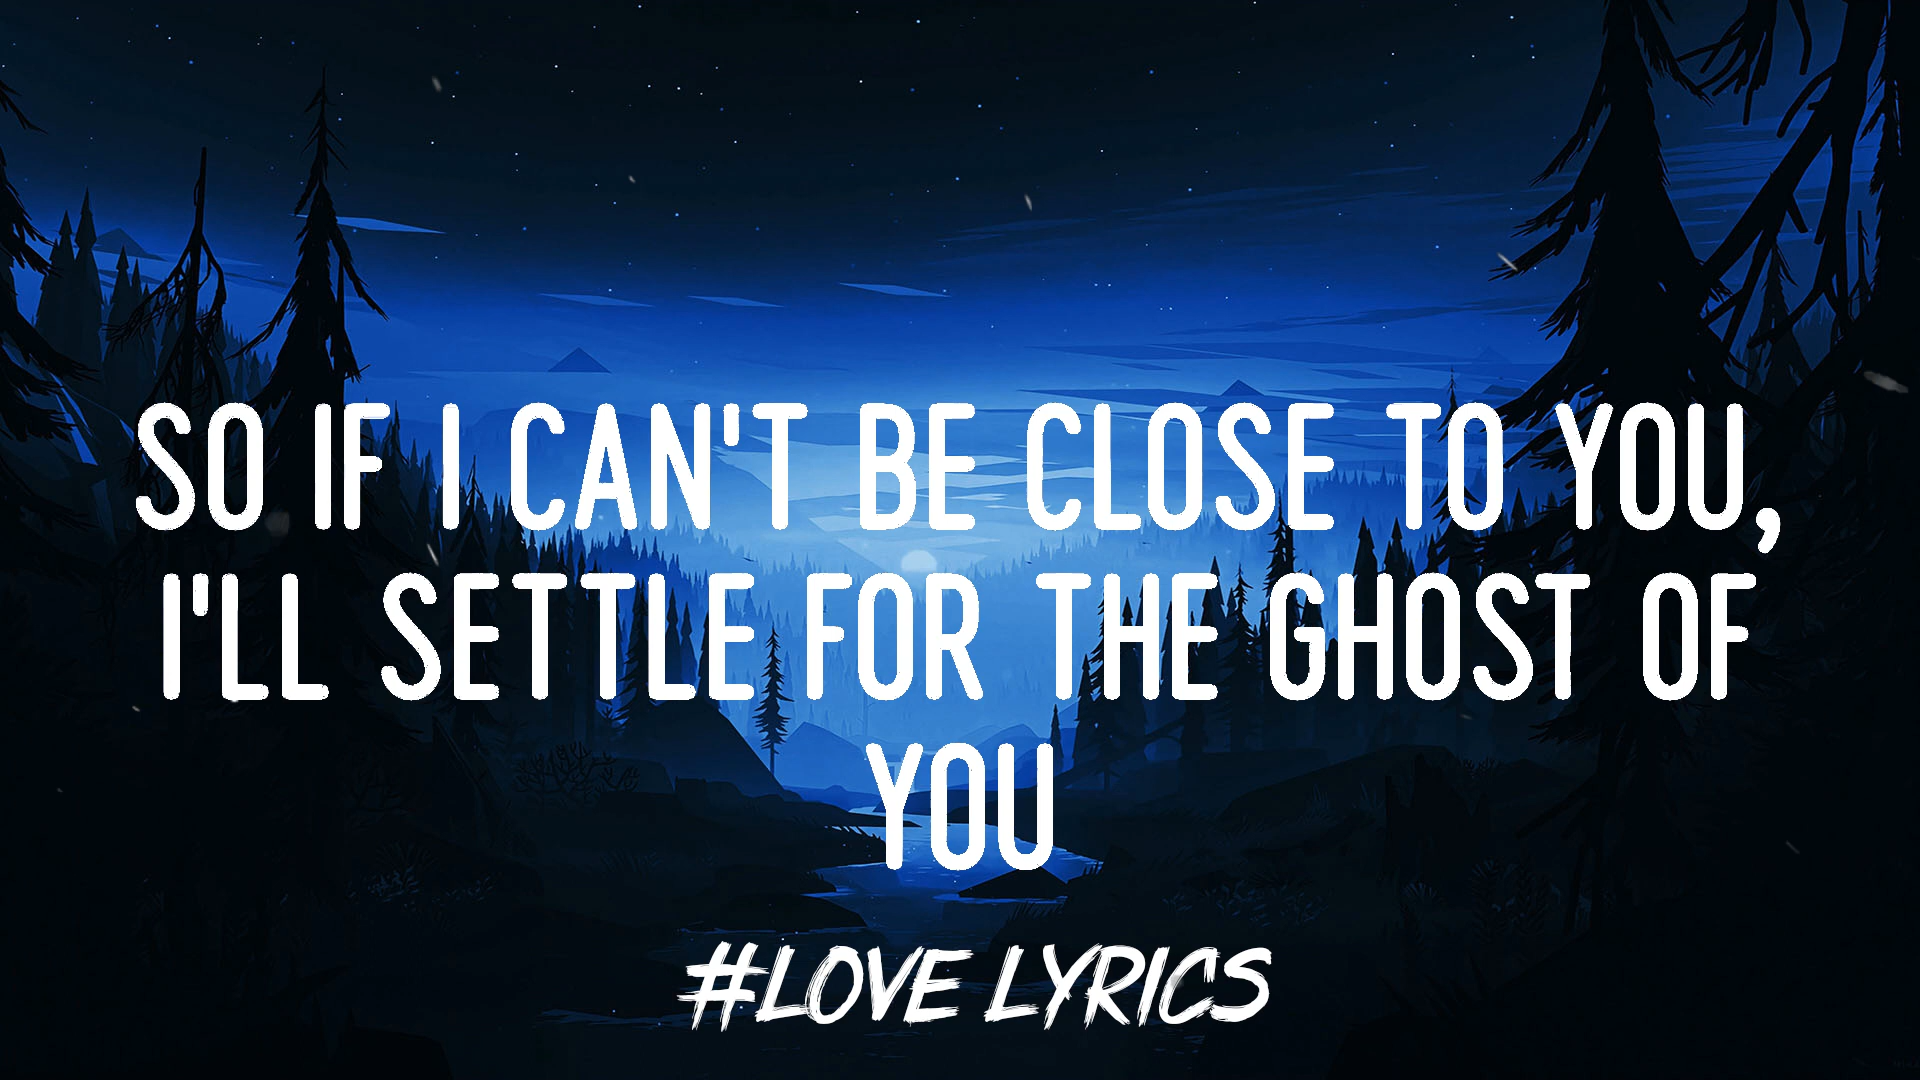 SO IF I CAN'T BE CLOSE TO YOU,
I'LL SETTLE FOR THE GHOST OF
YOU
#LOVE LYRICS